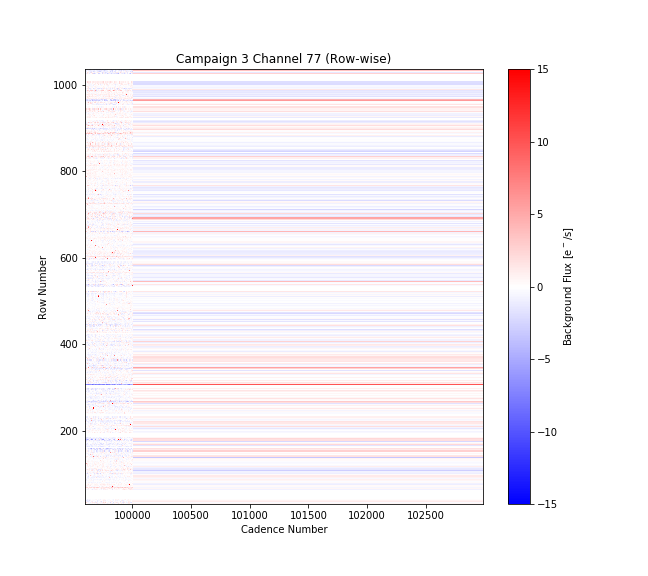 Campaign 3 Channel 77 (Row-wise)
1000
800
600
400
200
Row Number
100000 100500 101000 101500 102000 102500
Cadence Number
15
10
5
0
−5
−10
−15
Background Flux [e⁻/s]